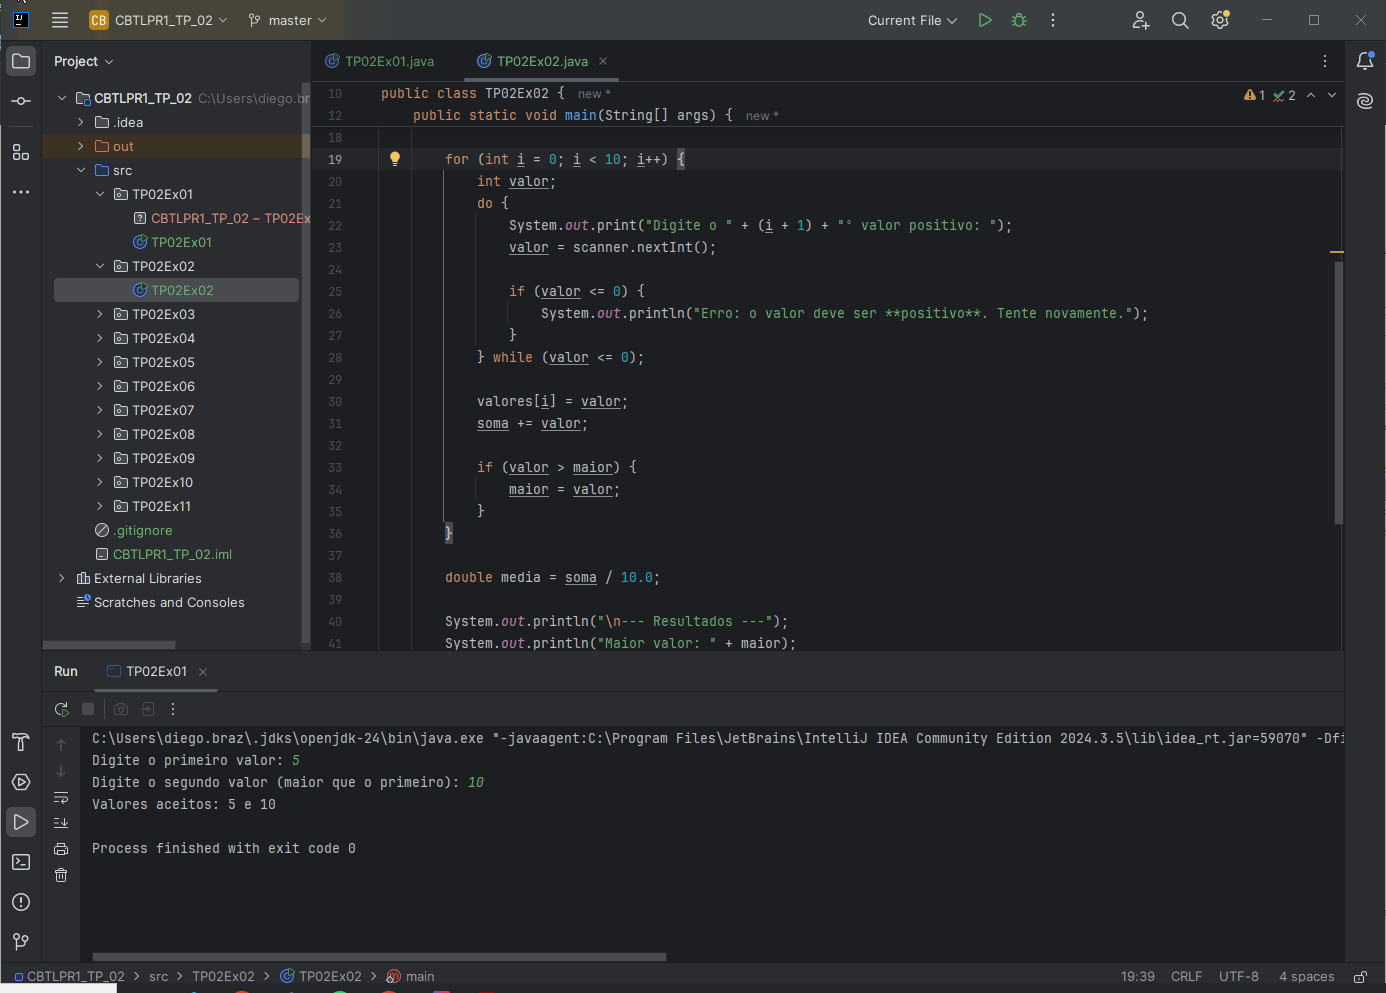 CB CBTLPR1_TP_02 master Current File
Project
TP02Ex01.java TP02Ex02.java
CBTLPR1_TP_02 C:\Users\diego.br
.idea
out
src
TP02Ex01
CBTLPR1_TP_02 – TP02Ex
TP02Ex01
TP02Ex02
TP02Ex02
TP02Ex03
TP02Ex04
TP02Ex05
TP02Ex06
TP02Ex07
TP02Ex08
TP02Ex09
TP02Ex10
TP02Ex11
.gitignore
CBTLPR1_TP_02.iml
External Libraries
Scratches and Consoles
1 2
10 public class TP02Ex02 { new *
12 public static void main(String[] args) { new *
18
19 for (int i = 0; i < 10; i++) {
20 int valor;
21 do {
22 System.out.print("Digite o " + (i + 1) + "° valor positivo: ");
23 valor = scanner.nextInt();
24
25 if (valor <= 0) {
26 System.out.println("Erro: o valor deve ser **positivo**. Tente novamente.");
27 }
28 } while (valor <= 0);
29
30 valores[i] = valor;
31 soma += valor;
32
33 if (valor > maior) {
34 maior = valor;
35 }
36 }
37
38 double media = soma / 10.0;
39
40 System.out.println("\n--- Resultados ---");
41 System.out.println("Maior valor: " + maior);
Run TP02Ex01
C:\Users\diego.braz\.jdks\openjdk-24\bin\java.exe "-javaagent:C:\Program Files\JetBrains\IntelliJ IDEA Community Edition 2024.3.5\lib\idea_rt.jar=59070" -Dfi
Digite o primeiro valor: 5
Digite o segundo valor (maior que o primeiro): 10
Valores aceitos: 5 e 10
Process finished with exit code 0
CBTLPR1_TP_02 > src > TP02Ex02 > TP02Ex02 > main 19:39 CRLF UTF-8 4 spaces